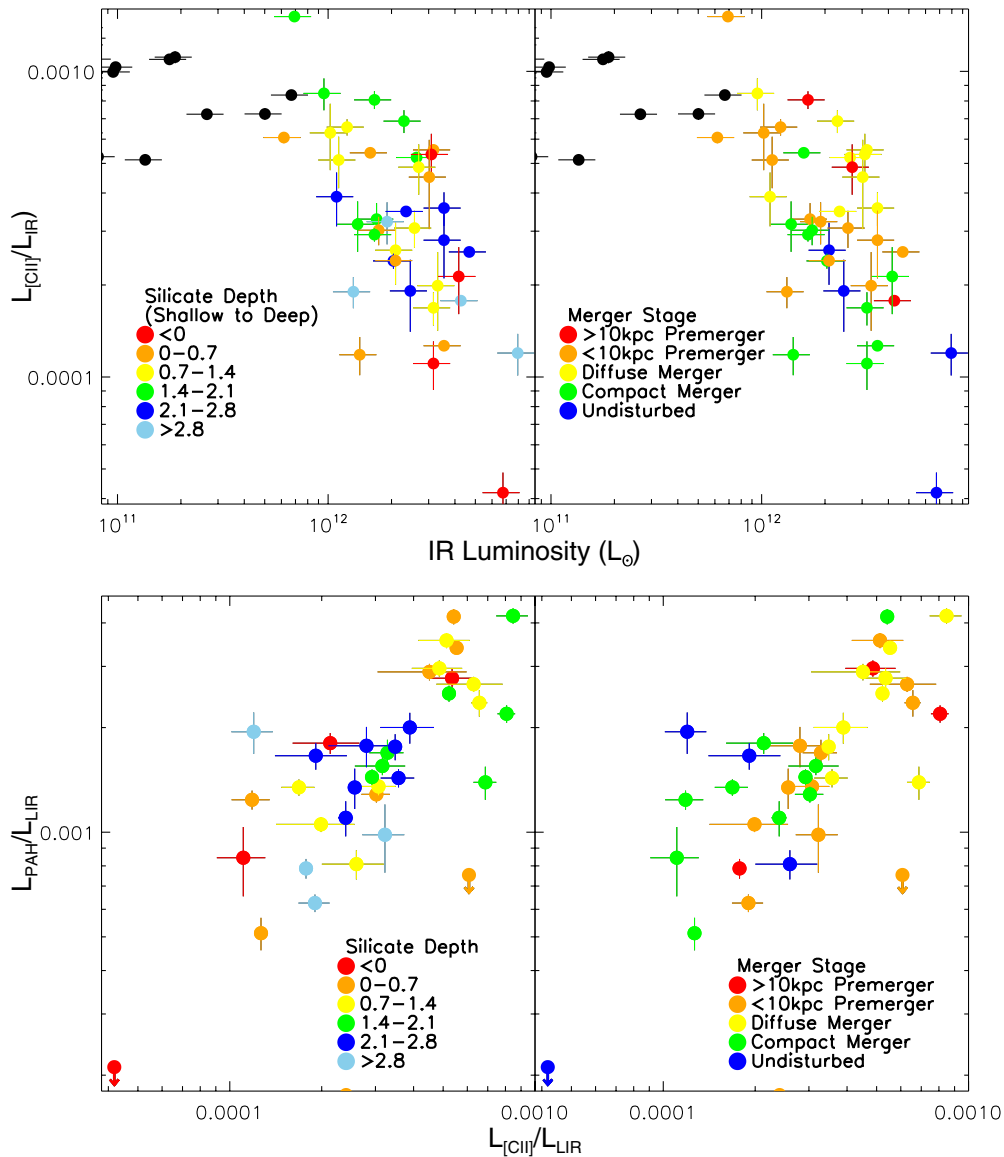 L[CII]/LIR)
0.0010
0.0001
Silicate Depth
(Shallow to Deep)
<0
0−0.7
0.7−1.4
1.4−2.1
2.1−2.8
>2.8
Merger Stage
>10kpc Premerger
<10kpc Premerger
Diffuse Merger
Compact Merger
Undisturbed
10^11
10^12
10^11
10^12
IR Luminosity (L⊙)
LPAH/LLIR
0.001
Silicate Depth
<0
0−0.7
0.7−1.4
1.4−2.1
2.1−2.8
>2.8
Merger Stage
>10kpc Premerger
<10kpc Premerger
Diffuse Merger
Compact Merger
Undisturbed
0.0001
0.0010
0.0001
0.0010
L[CII]/LLIR